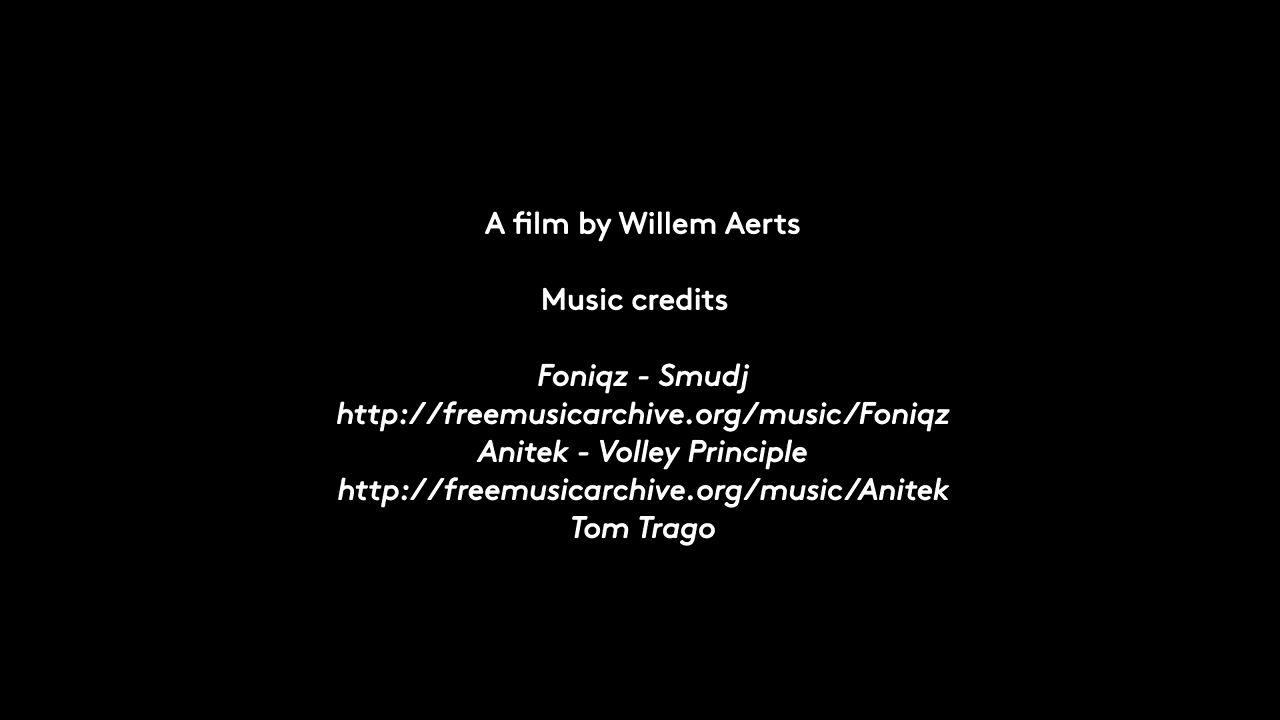 A film by Willem Aerts
Music credits
Foniqz - Smudj
http://freemusicarchive.org/music/Foniqz
Anitek - Volley Principle
http://freemusicarchive.org/music/Anitek
Tom Trago